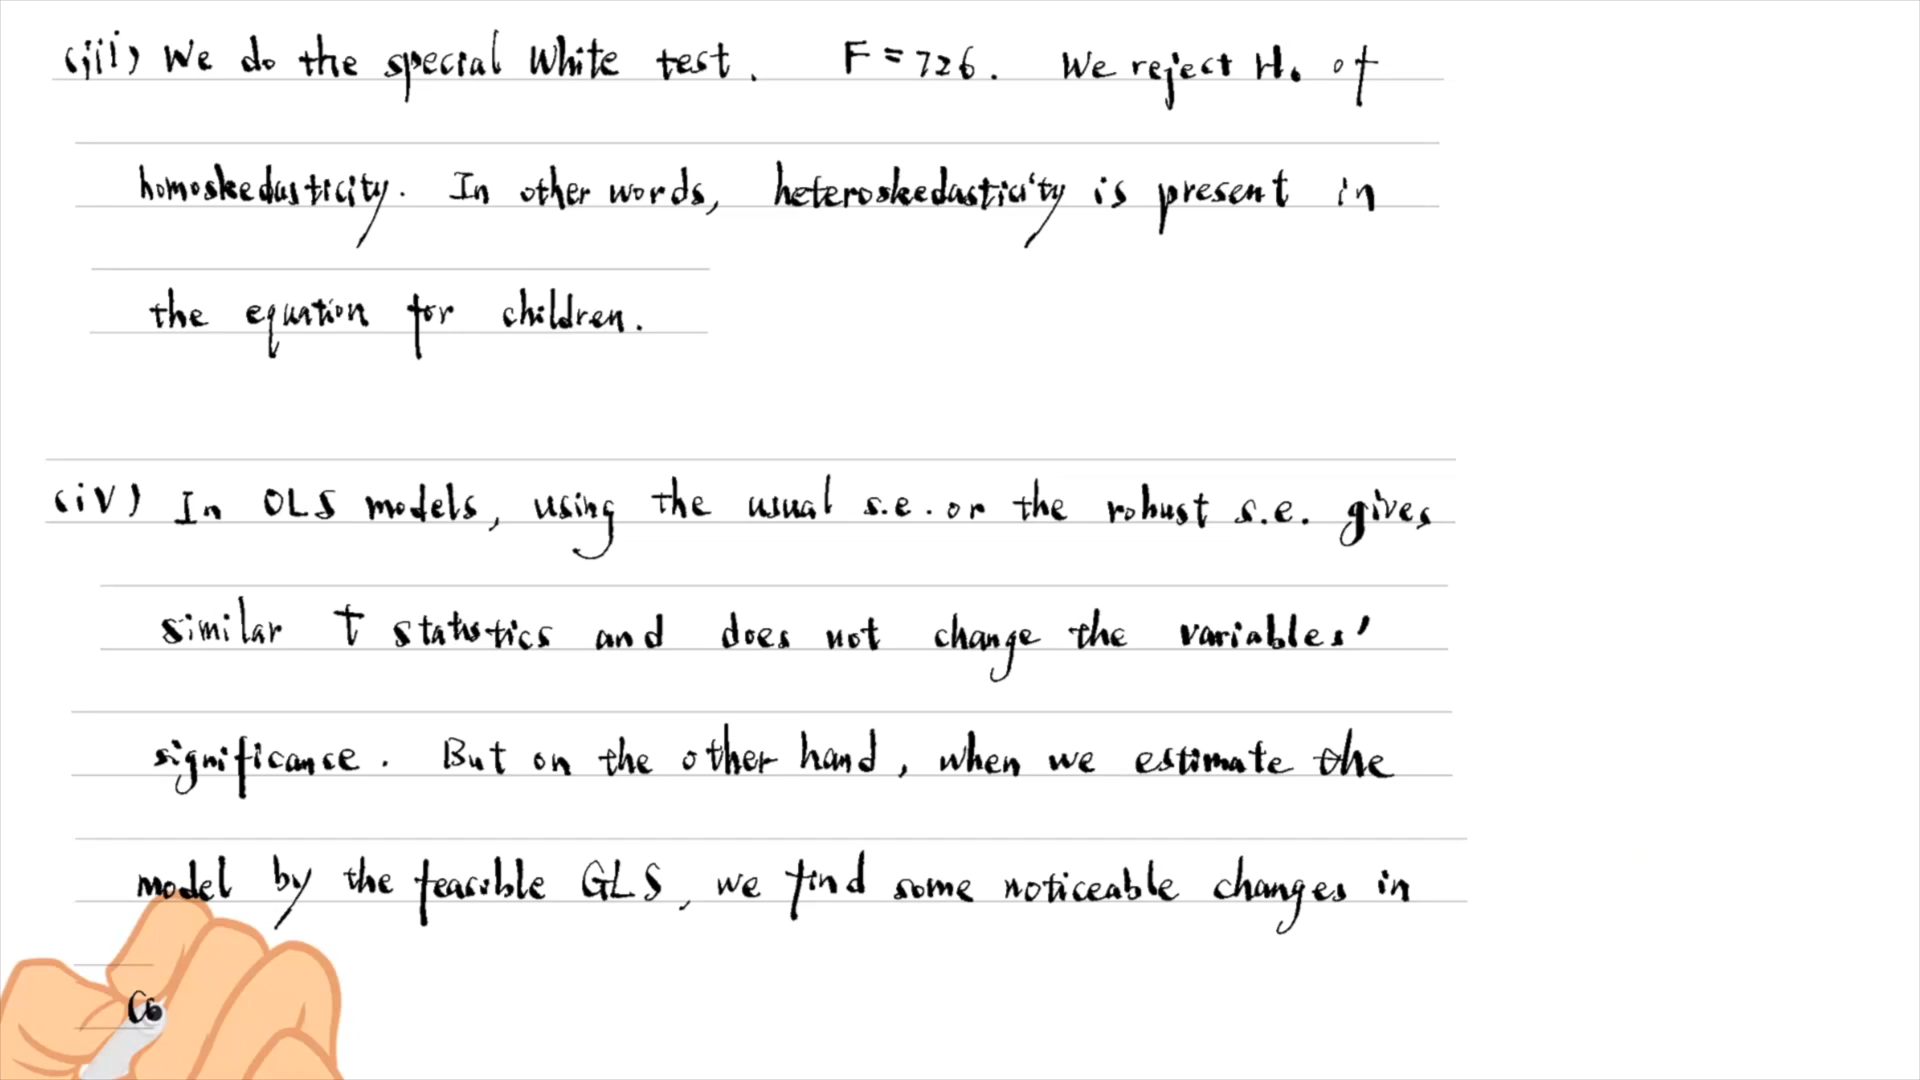 (iii) We do the special White test. F = 726. We reject H₀ of
homoskedasticity. In other words, heteroskedasticity is present in
the equation for children.
(iv) In OLS models, using the usual s.e. or the robust s.e. gives
similar t statistics and does not change the variables'
significance. But on the other hand, when we estimate the
model by the feasible GLS, we find some noticeable changes in
Co